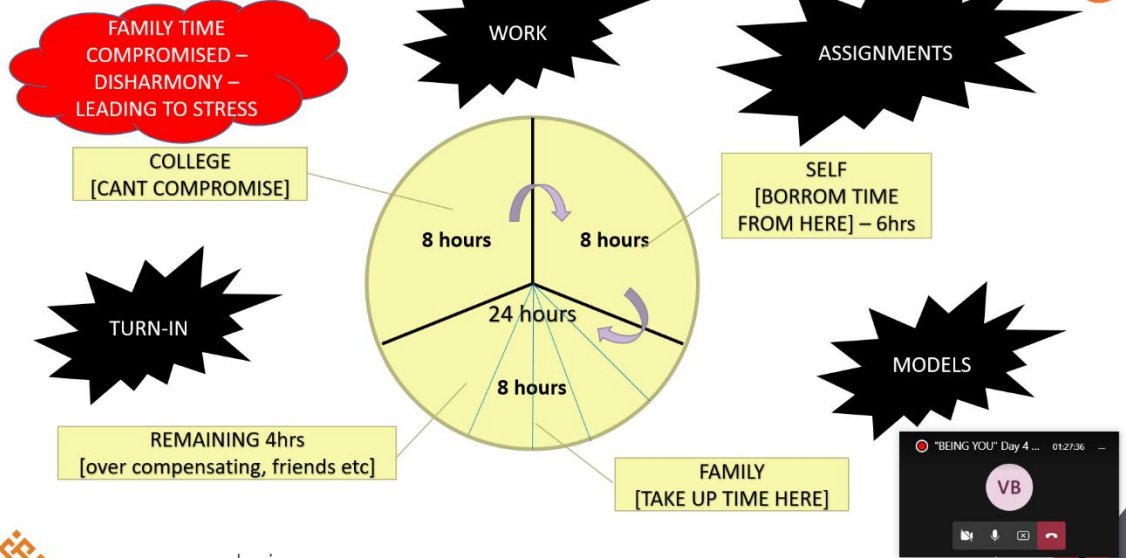 FAMILY TIME
COMPROMISED –
DISHARMONY –
LEADING TO STRESS
WORK
ASSIGNMENTS
COLLEGE
[CANT COMPROMISE]
SELF
[BORROM TIME
FROM HERE] – 6hrs
8 hours
8 hours
24 hours
TURN-IN
8 hours
MODELS
REMAINING 4hrs
[over compensating, friends etc]
FAMILY
[TAKE UP TIME HERE]
"BEING YOU" Day 4 ... 01:27:36
VB